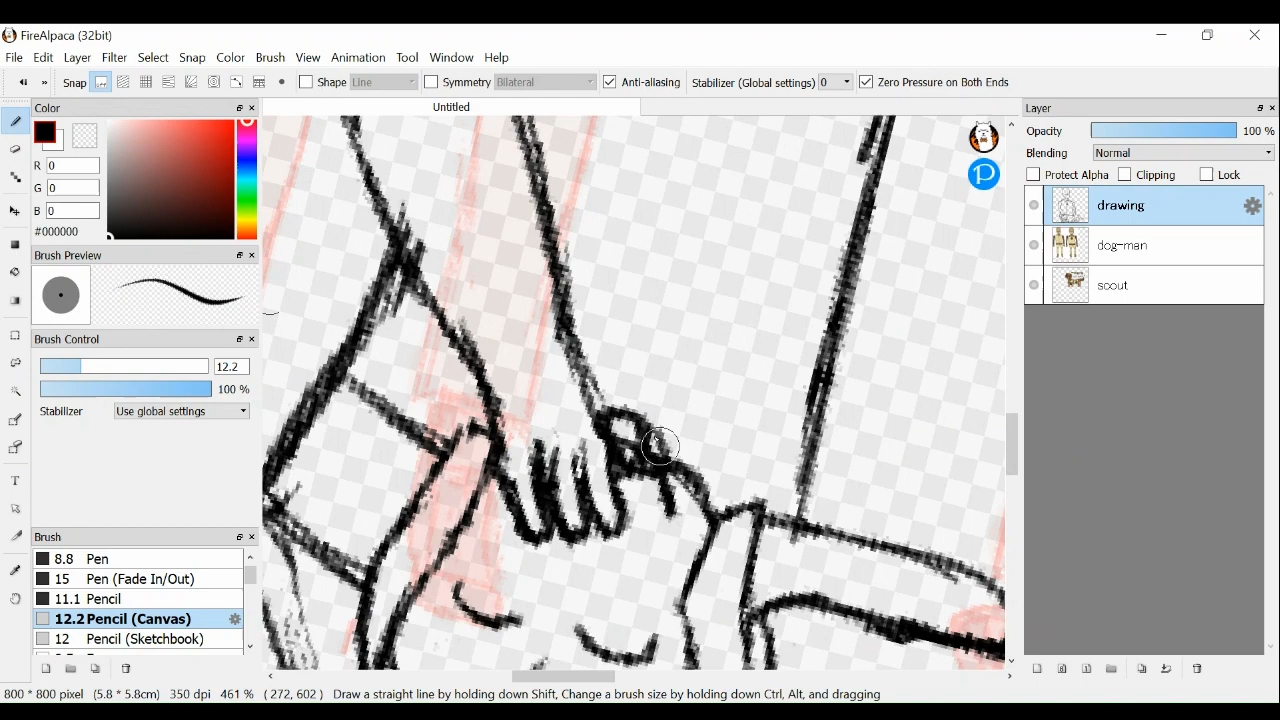 FireAlpaca (32bit)
File Edit Layer Filter Select Snap Color Brush View Animation Tool Window Help
Snap Shape Line Symmetry Bilateral Anti-aliasing Stabilizer (Global settings) 0 Zero Pressure on Both Ends
Color
Untitled
Layer
Opacity 100 %
Blending Normal
R 0
Protect Alpha Clipping Lock
G 0
B 0
drawing
#000000
dog-man
Brush Preview
scout
Brush Control
12.2
100 %
Stabilizer Use global settings
Brush
8.8 Pen
15 Pen (Fade In/Out)
11.1 Pencil
12.2 Pencil (Canvas)
12 Pencil (Sketchbook)
800 * 800 pixel (5.8 * 5.8cm) 350 dpi 461 % ( 272, 602 ) Draw a straight line by holding down Shift, Change a brush size by holding down Ctrl, Alt, and dragging